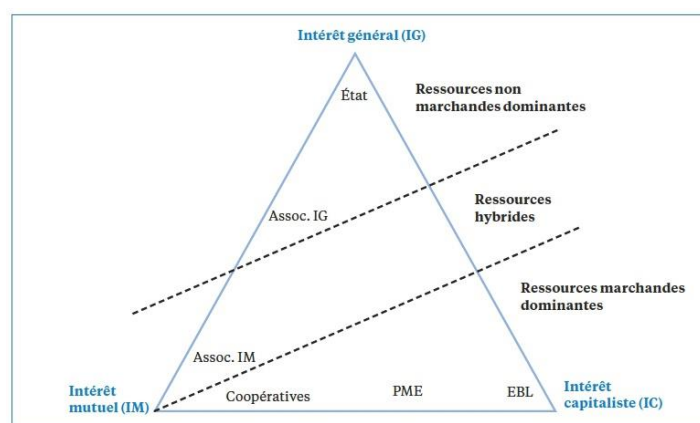 Intérêt général (IG)
État
Ressources non
marchandes dominantes
Assoc. IG
Ressources
hybrides
Ressources marchandes
dominantes
Assoc. IM
Intérêt
mutuel (IM)
Coopératives
PME
EBL
Intérêt
capitaliste (IC)